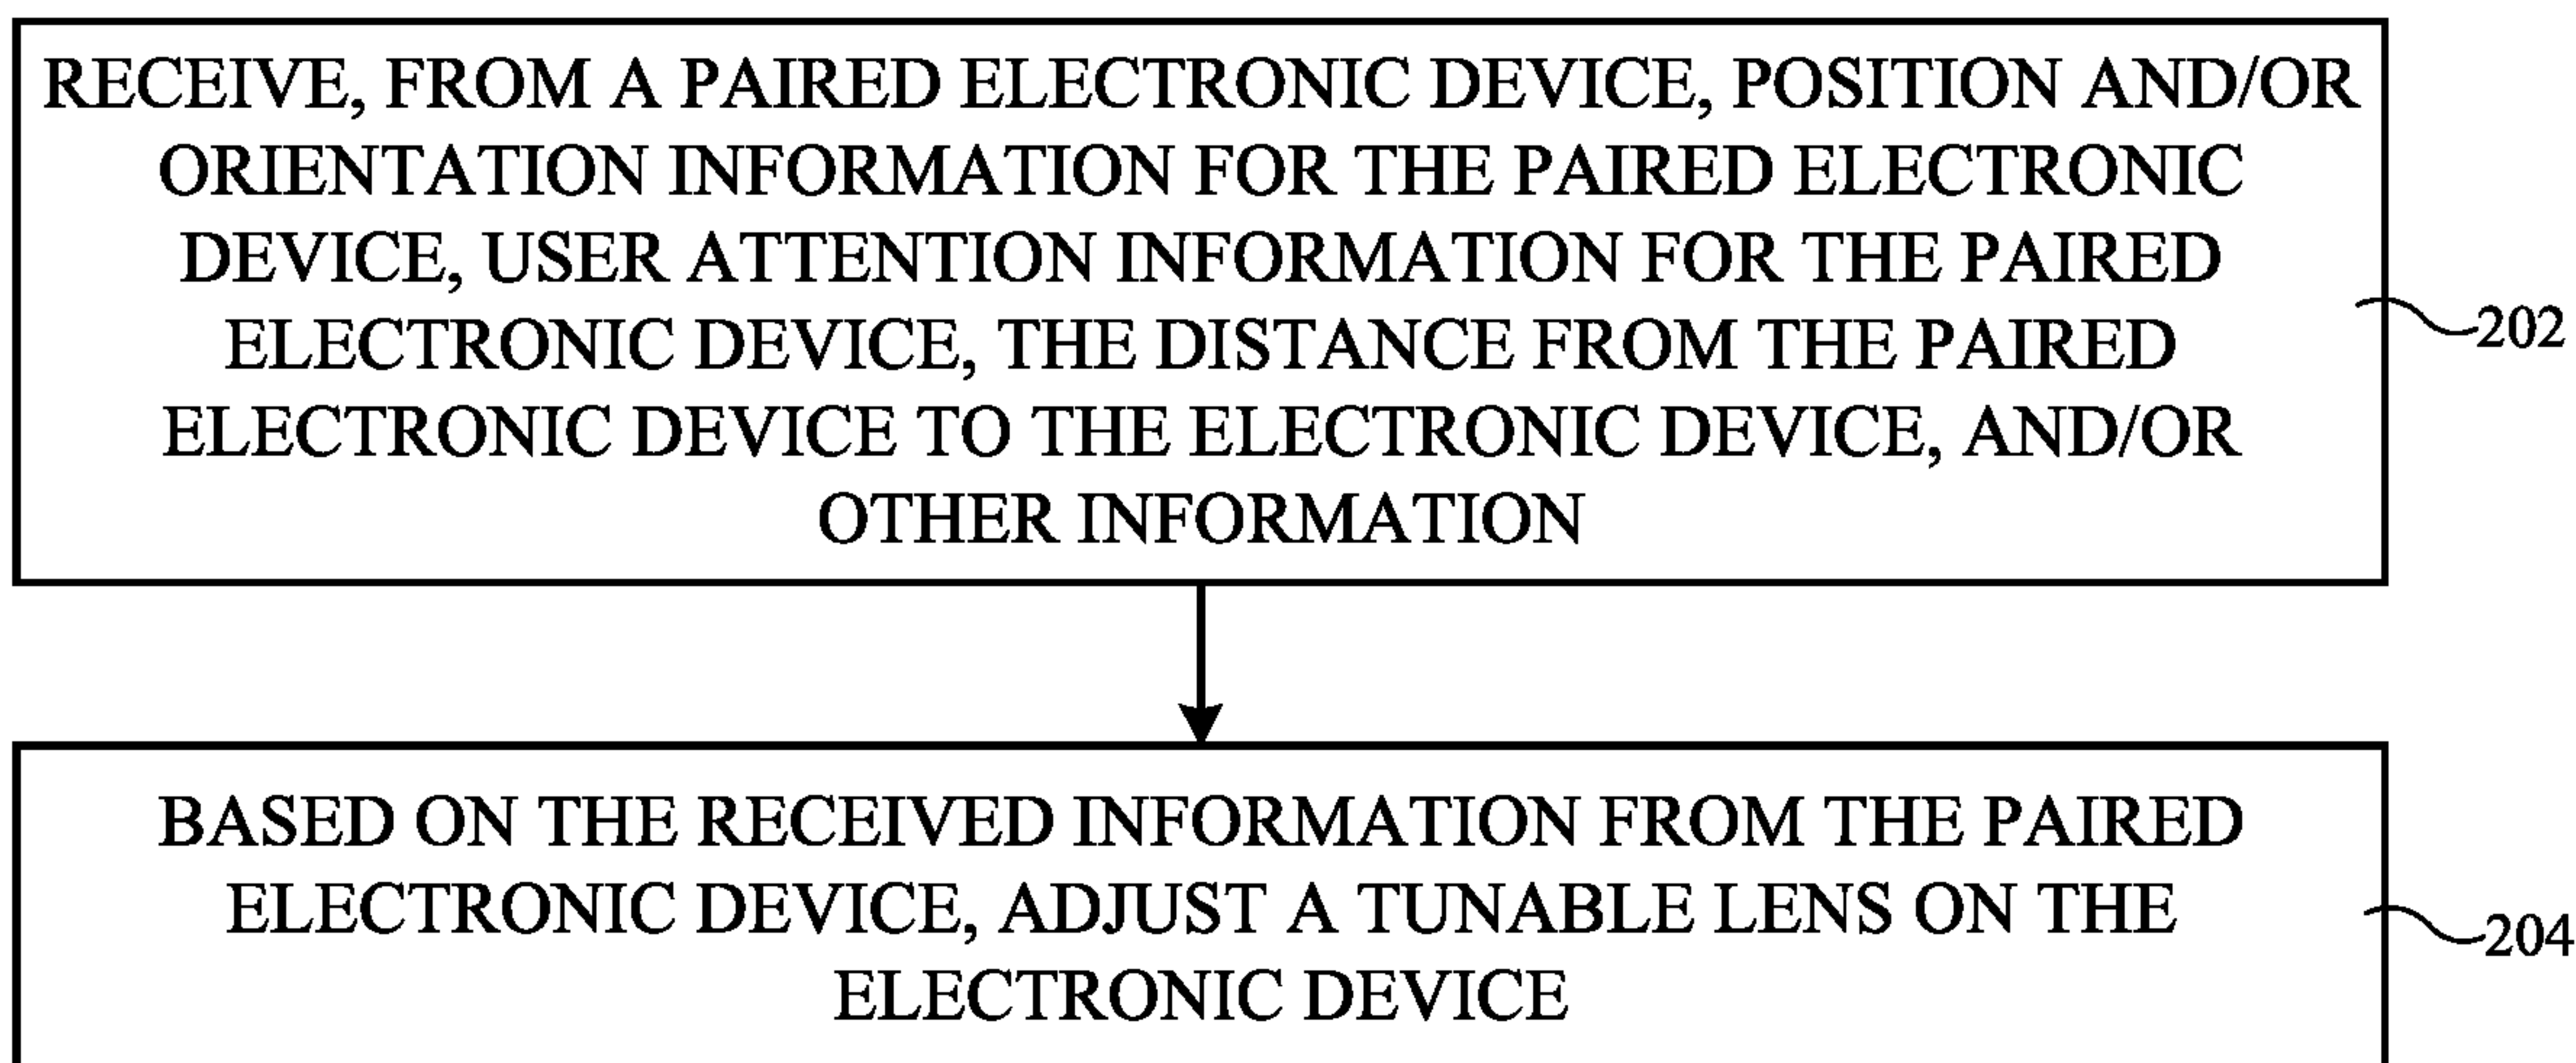 RECEIVE, FROM A PAIRED ELECTRONIC DEVICE, POSITION AND/OR
ORIENTATION INFORMATION FOR THE PAIRED ELECTRONIC
DEVICE, USER ATTENTION INFORMATION FOR THE PAIRED
ELECTRONIC DEVICE, THE DISTANCE FROM THE PAIRED
ELECTRONIC DEVICE TO THE ELECTRONIC DEVICE, AND/OR
OTHER INFORMATION
202
BASED ON THE RECEIVED INFORMATION FROM THE PAIRED
ELECTRONIC DEVICE, ADJUST A TUNABLE LENS ON THE
ELECTRONIC DEVICE
204